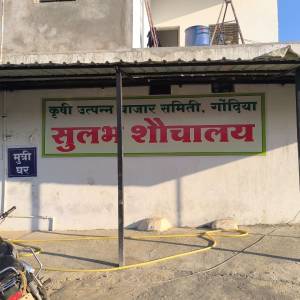 कृषी उत्पन्न बाजार समिती, गोंदिया
सुलभ शौचालय
मुत्री
घर